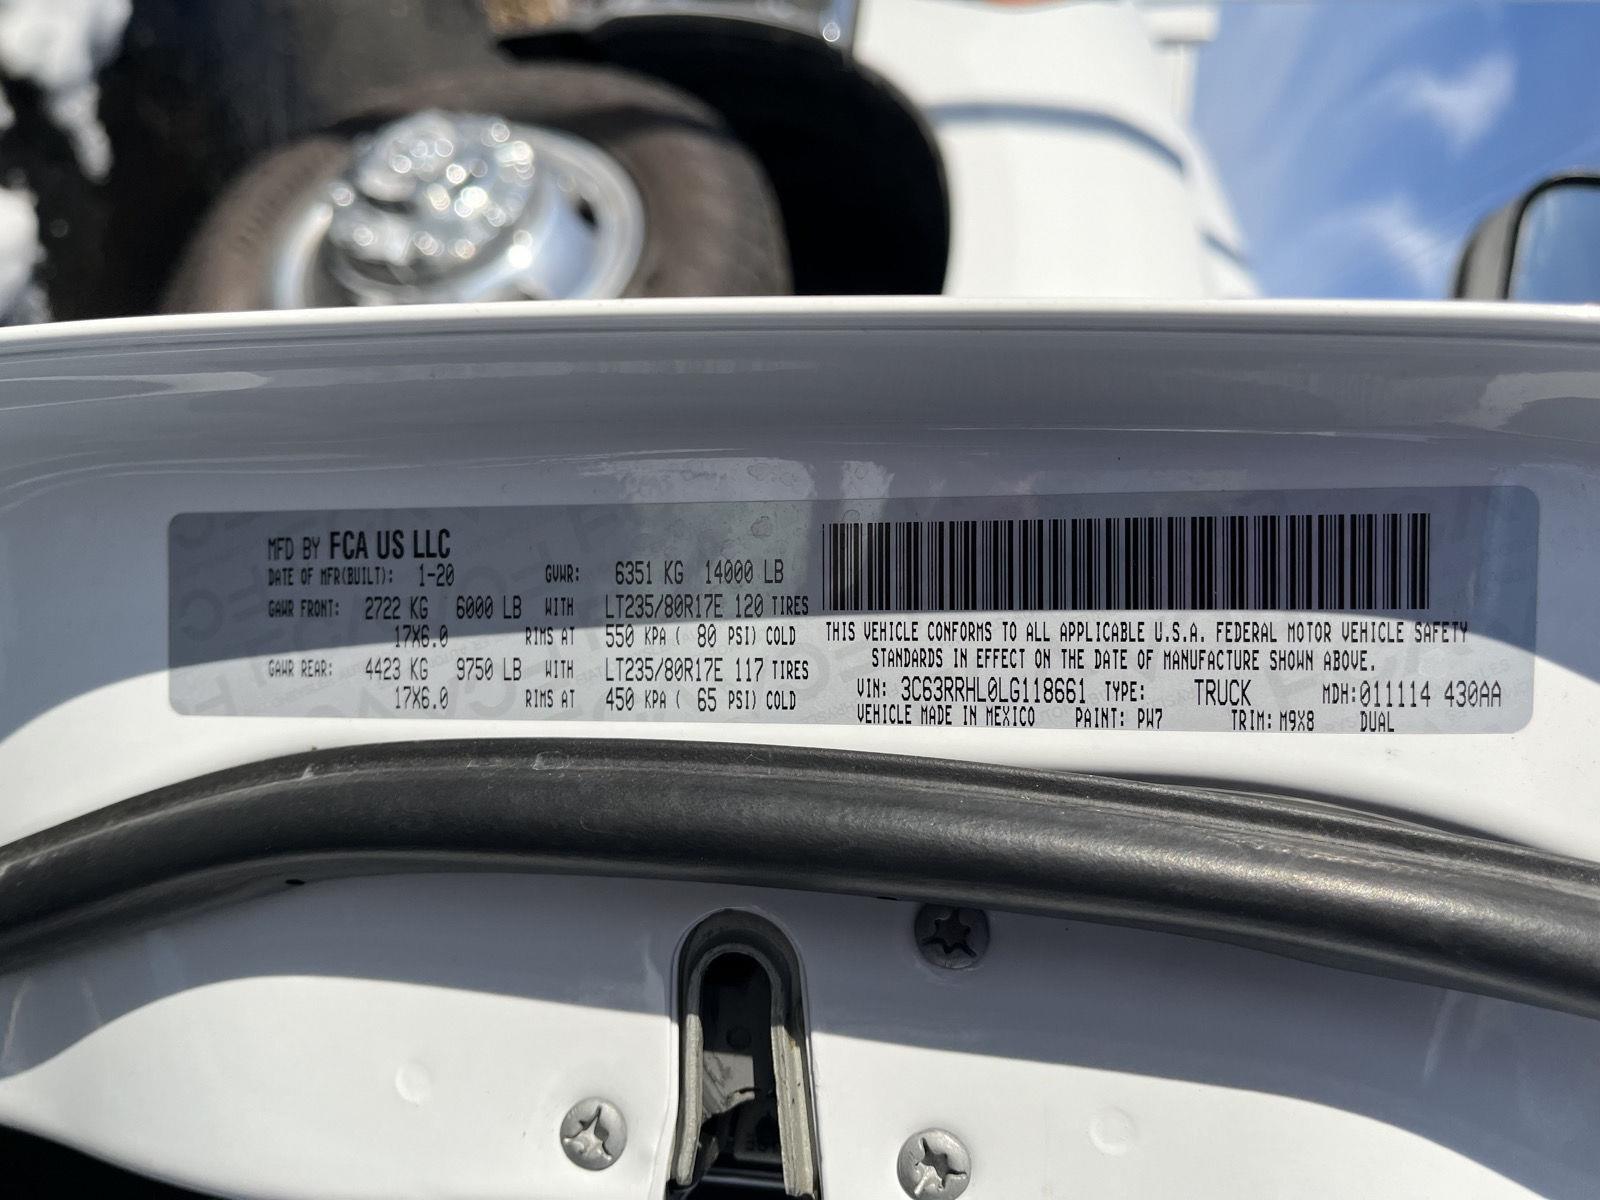 MFD BY FCA US LLC
DATE OF MFR(BUILT): 1-20 GVWR: 6351 KG 14000 LB
GAWR FRONT: 2722 KG 6000 LB WITH LT235/80R17E 120 TIRES
17X6.0 RIMS AT 550 KPA ( 80 PSI) COLD
GAWR REAR: 4423 KG 9750 LB WITH LT235/80R17E 117 TIRES
17X6.0 RIMS AT 450 KPA ( 65 PSI) COLD
THIS VEHICLE CONFORMS TO ALL APPLICABLE U.S.A. FEDERAL MOTOR VEHICLE SAFETY
STANDARDS IN EFFECT ON THE DATE OF MANUFACTURE SHOWN ABOVE.
VIN: 3C63RRHL0LG118661 TYPE: TRUCK MDH:011114 430AA
VEHICLE MADE IN MEXICO PAINT: PW7 TRIM: M9X8 DUAL